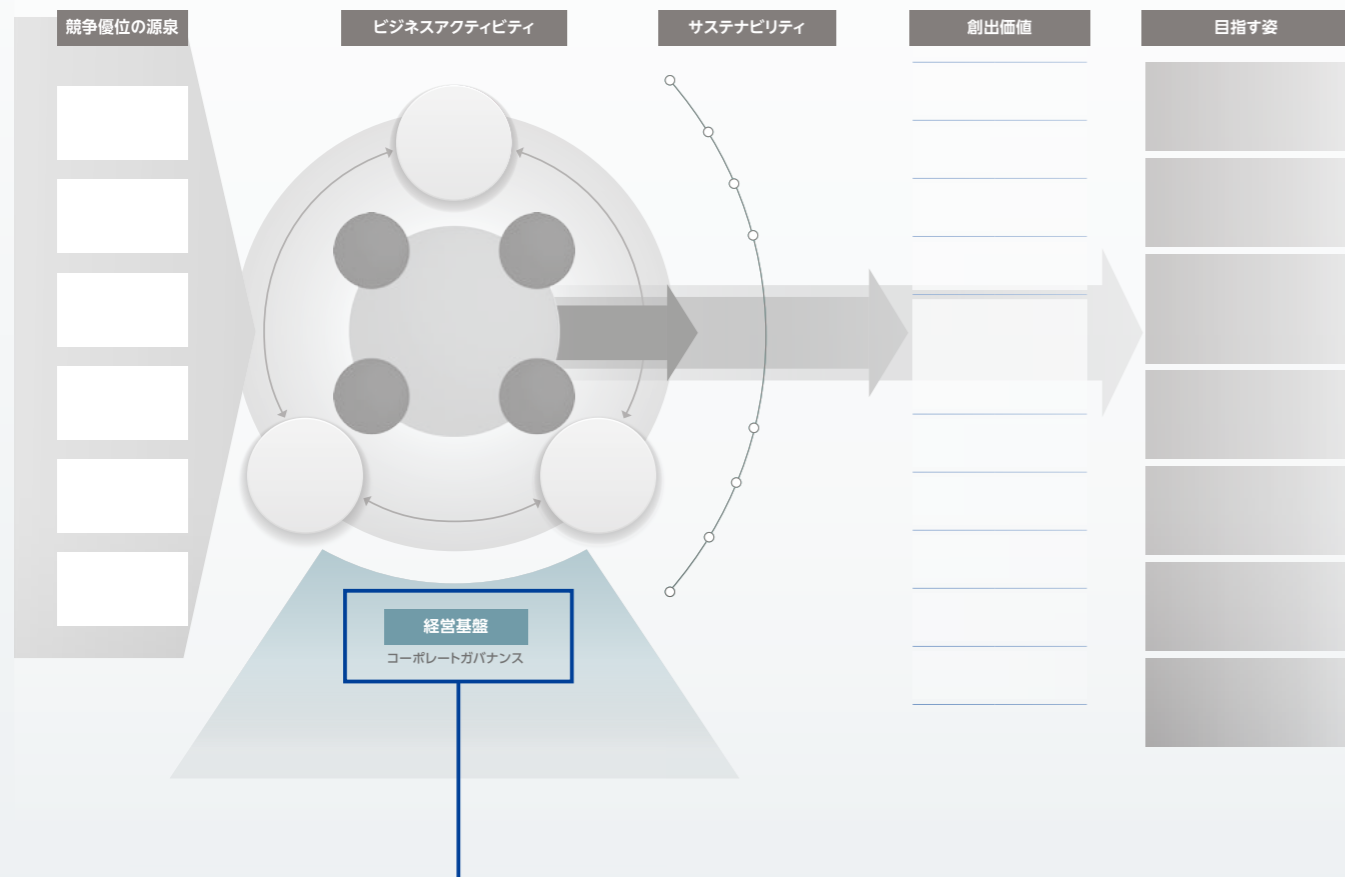 競争優位の源泉
ビジネスアクティビティ
サステナビリティ
創出価値
目指す姿
経営基盤
コーポレートガバナンス